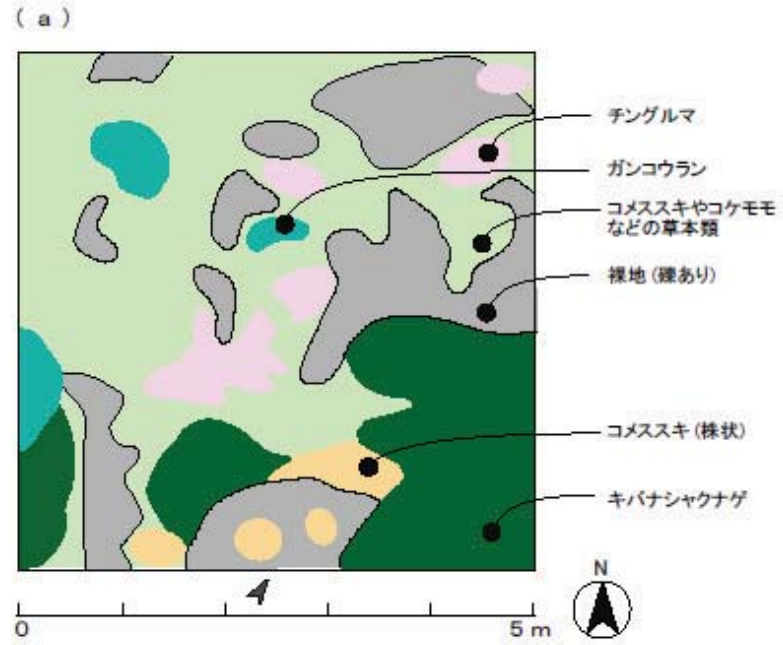 ( a )
チングルマ
ガンコウラン
コメススキやコケモモ
などの草本類
裸地(礫あり)
コメススキ(株状)
キバナシャクナゲ
N
0
5 m